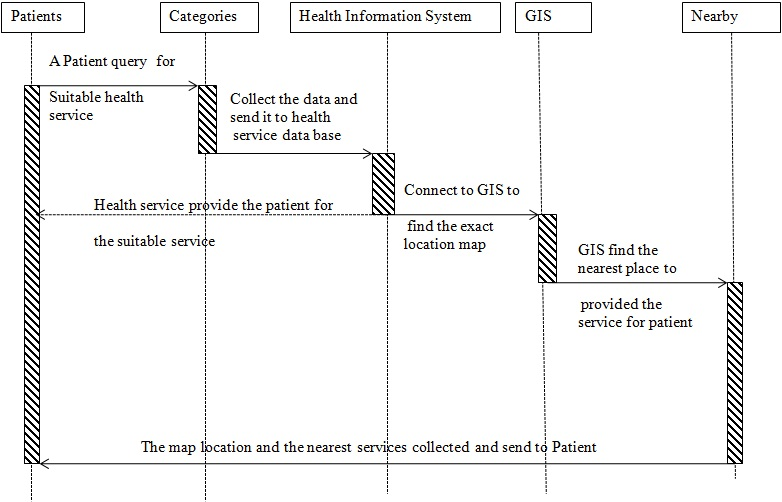 Patients
Categories
Health Information System
GIS
Nearby
A Patient query for
Suitable health
service
Collect the data and
send it to health
service data base
Connect to GIS to
find the exact
location map
Health service provide the patient for
the suitable service
GIS find the
nearest place to
provided the
service for patient
The map location and the nearest services collected and send to Patient